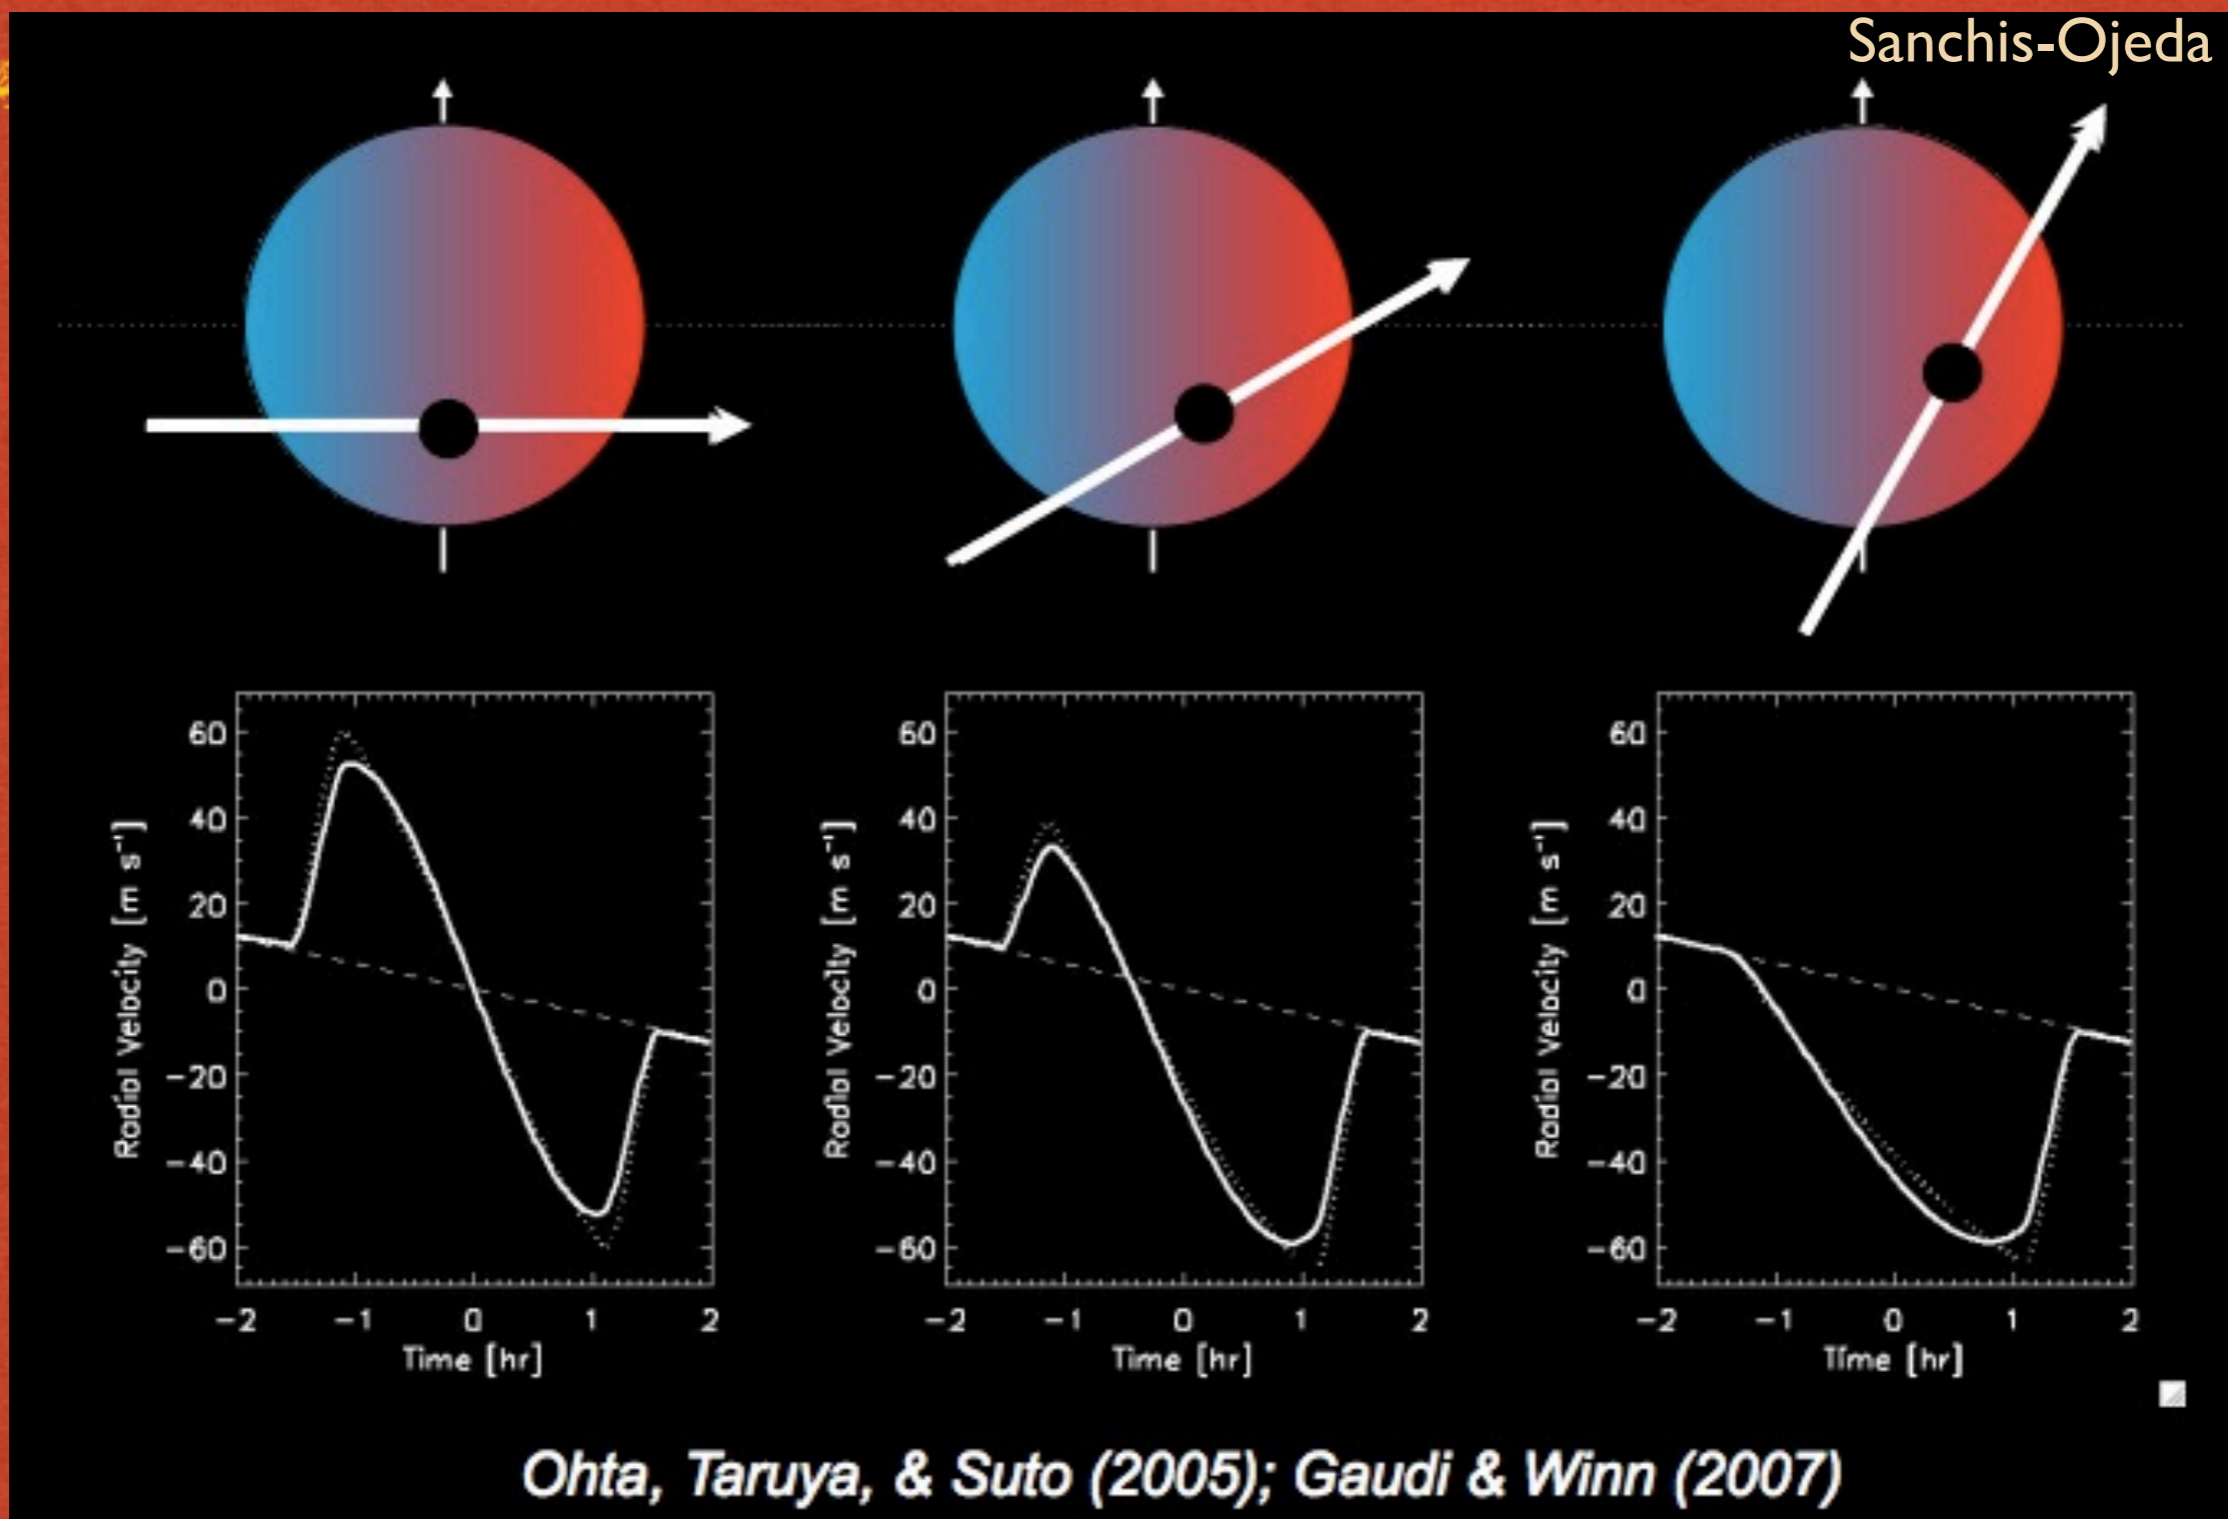 Sanchis-Ojeda
60
40
20
0
−20
−40
−60
Radial Velocity [m s⁻¹]
−2 −1 0 1 2
Time [hr]
60
40
20
0
−20
−40
−60
Radial Velocity [m s⁻¹]
−2 −1 0 1 2
Time [hr]
60
40
20
0
−20
−40
−60
Radial Velocity [m s⁻¹]
−2 −1 0 1 2
Time [hr]
Ohta, Taruya, & Suto (2005); Gaudi & Winn (2007)